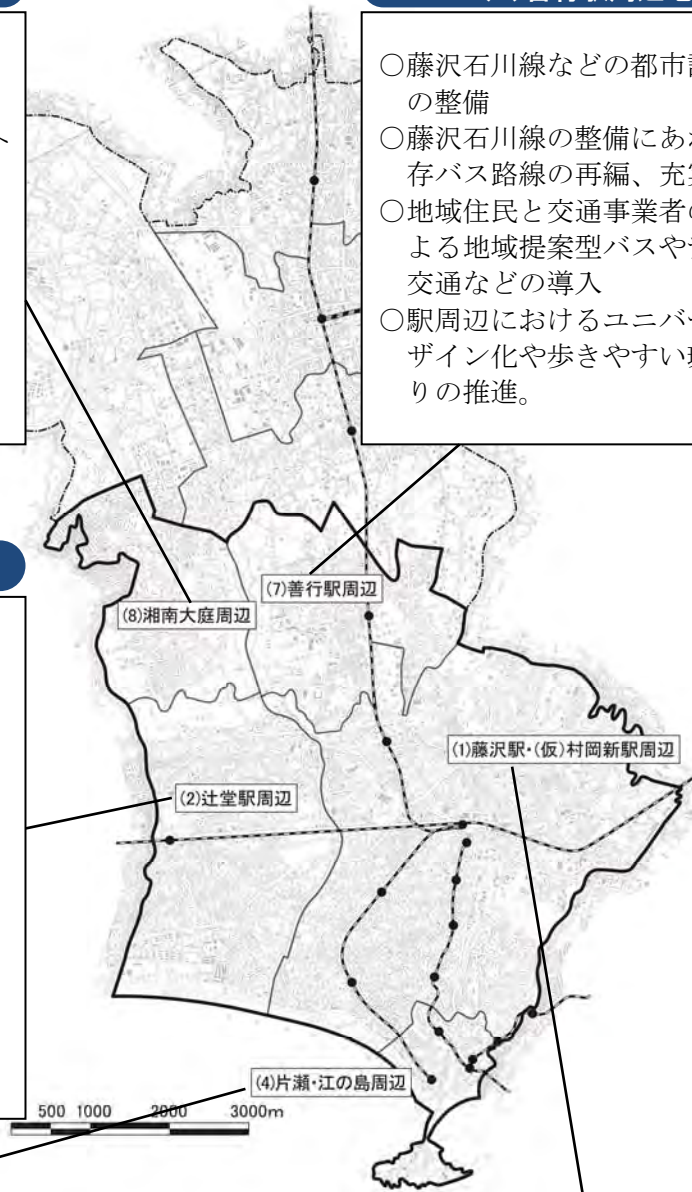 ○藤沢石川線などの都市
の整備
○藤沢石川線の整備にあ
存バス路線の再編、充
地域住民と交通事業者
よる地域提案型バスや
交通などの導入
○駅周辺におけるユニバ
ザイン化や歩きやすい
りの推進。
(7)善行駅周辺
(8)湘南大庭周辺
(1)藤沢駅・(仮)村岡新駅周辺
(2)辻堂駅周辺
(4)片瀬・江の島周辺
500 1000 2000 3000m